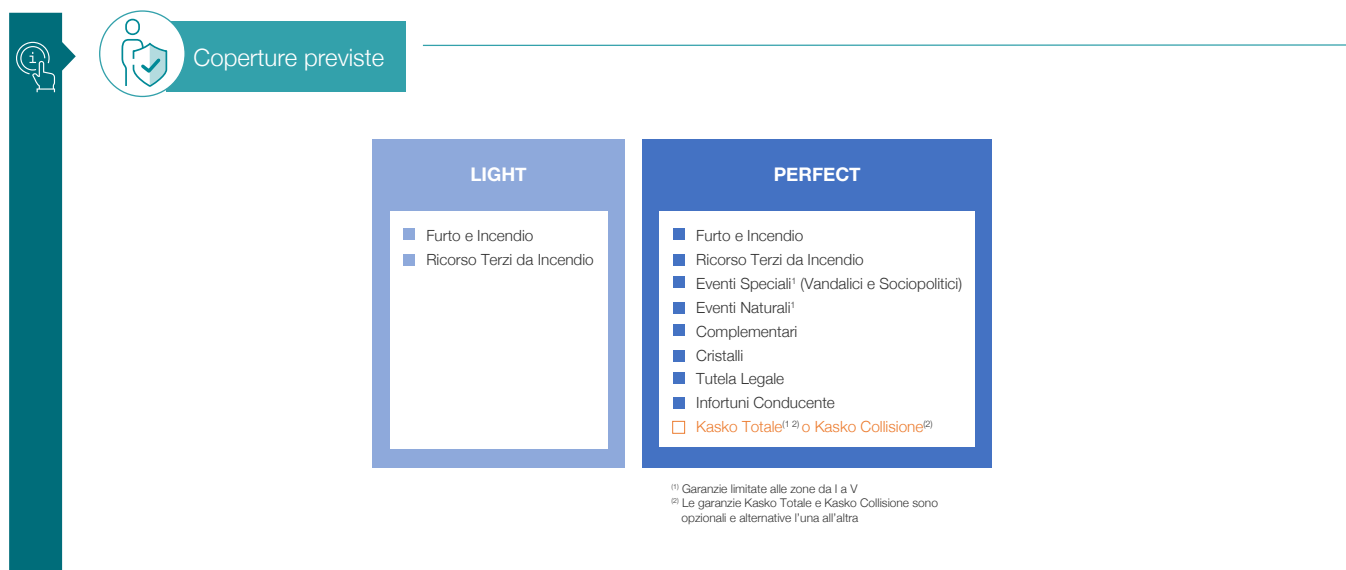 Coperture previste
LIGHT
Furto e Incendio
Ricorso Terzi da Incendio
PERFECT
Furto e Incendio
Ricorso Terzi da Incendio
Eventi Speciali¹ (Vandalici e Sociopolitici)
Eventi Naturali¹
Complementari
Cristalli
Tutela Legale
Infortuni Conducente
Kasko Totale⁽¹ ²⁾ o Kasko Collisione⁽²⁾
⁽¹⁾ Garanzie limitate alle zone da I a V
⁽²⁾ Le garanzie Kasko Totale e Kasko Collisione sono
opzionali e alternative l'una all'altra